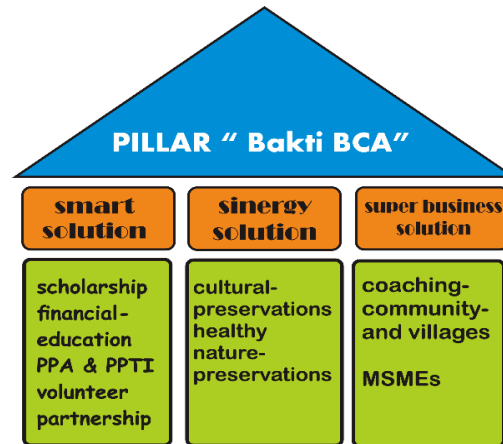 PILLAR “ Bakti BCA”
smart
solution
sinergy
solution
super business
solution
scholarship
financial-
education
PPA & PPTI
volunteer
partnership
cultural-
preservations
healthy
nature-
preservations
coaching-
community-
and villages
MSMEs